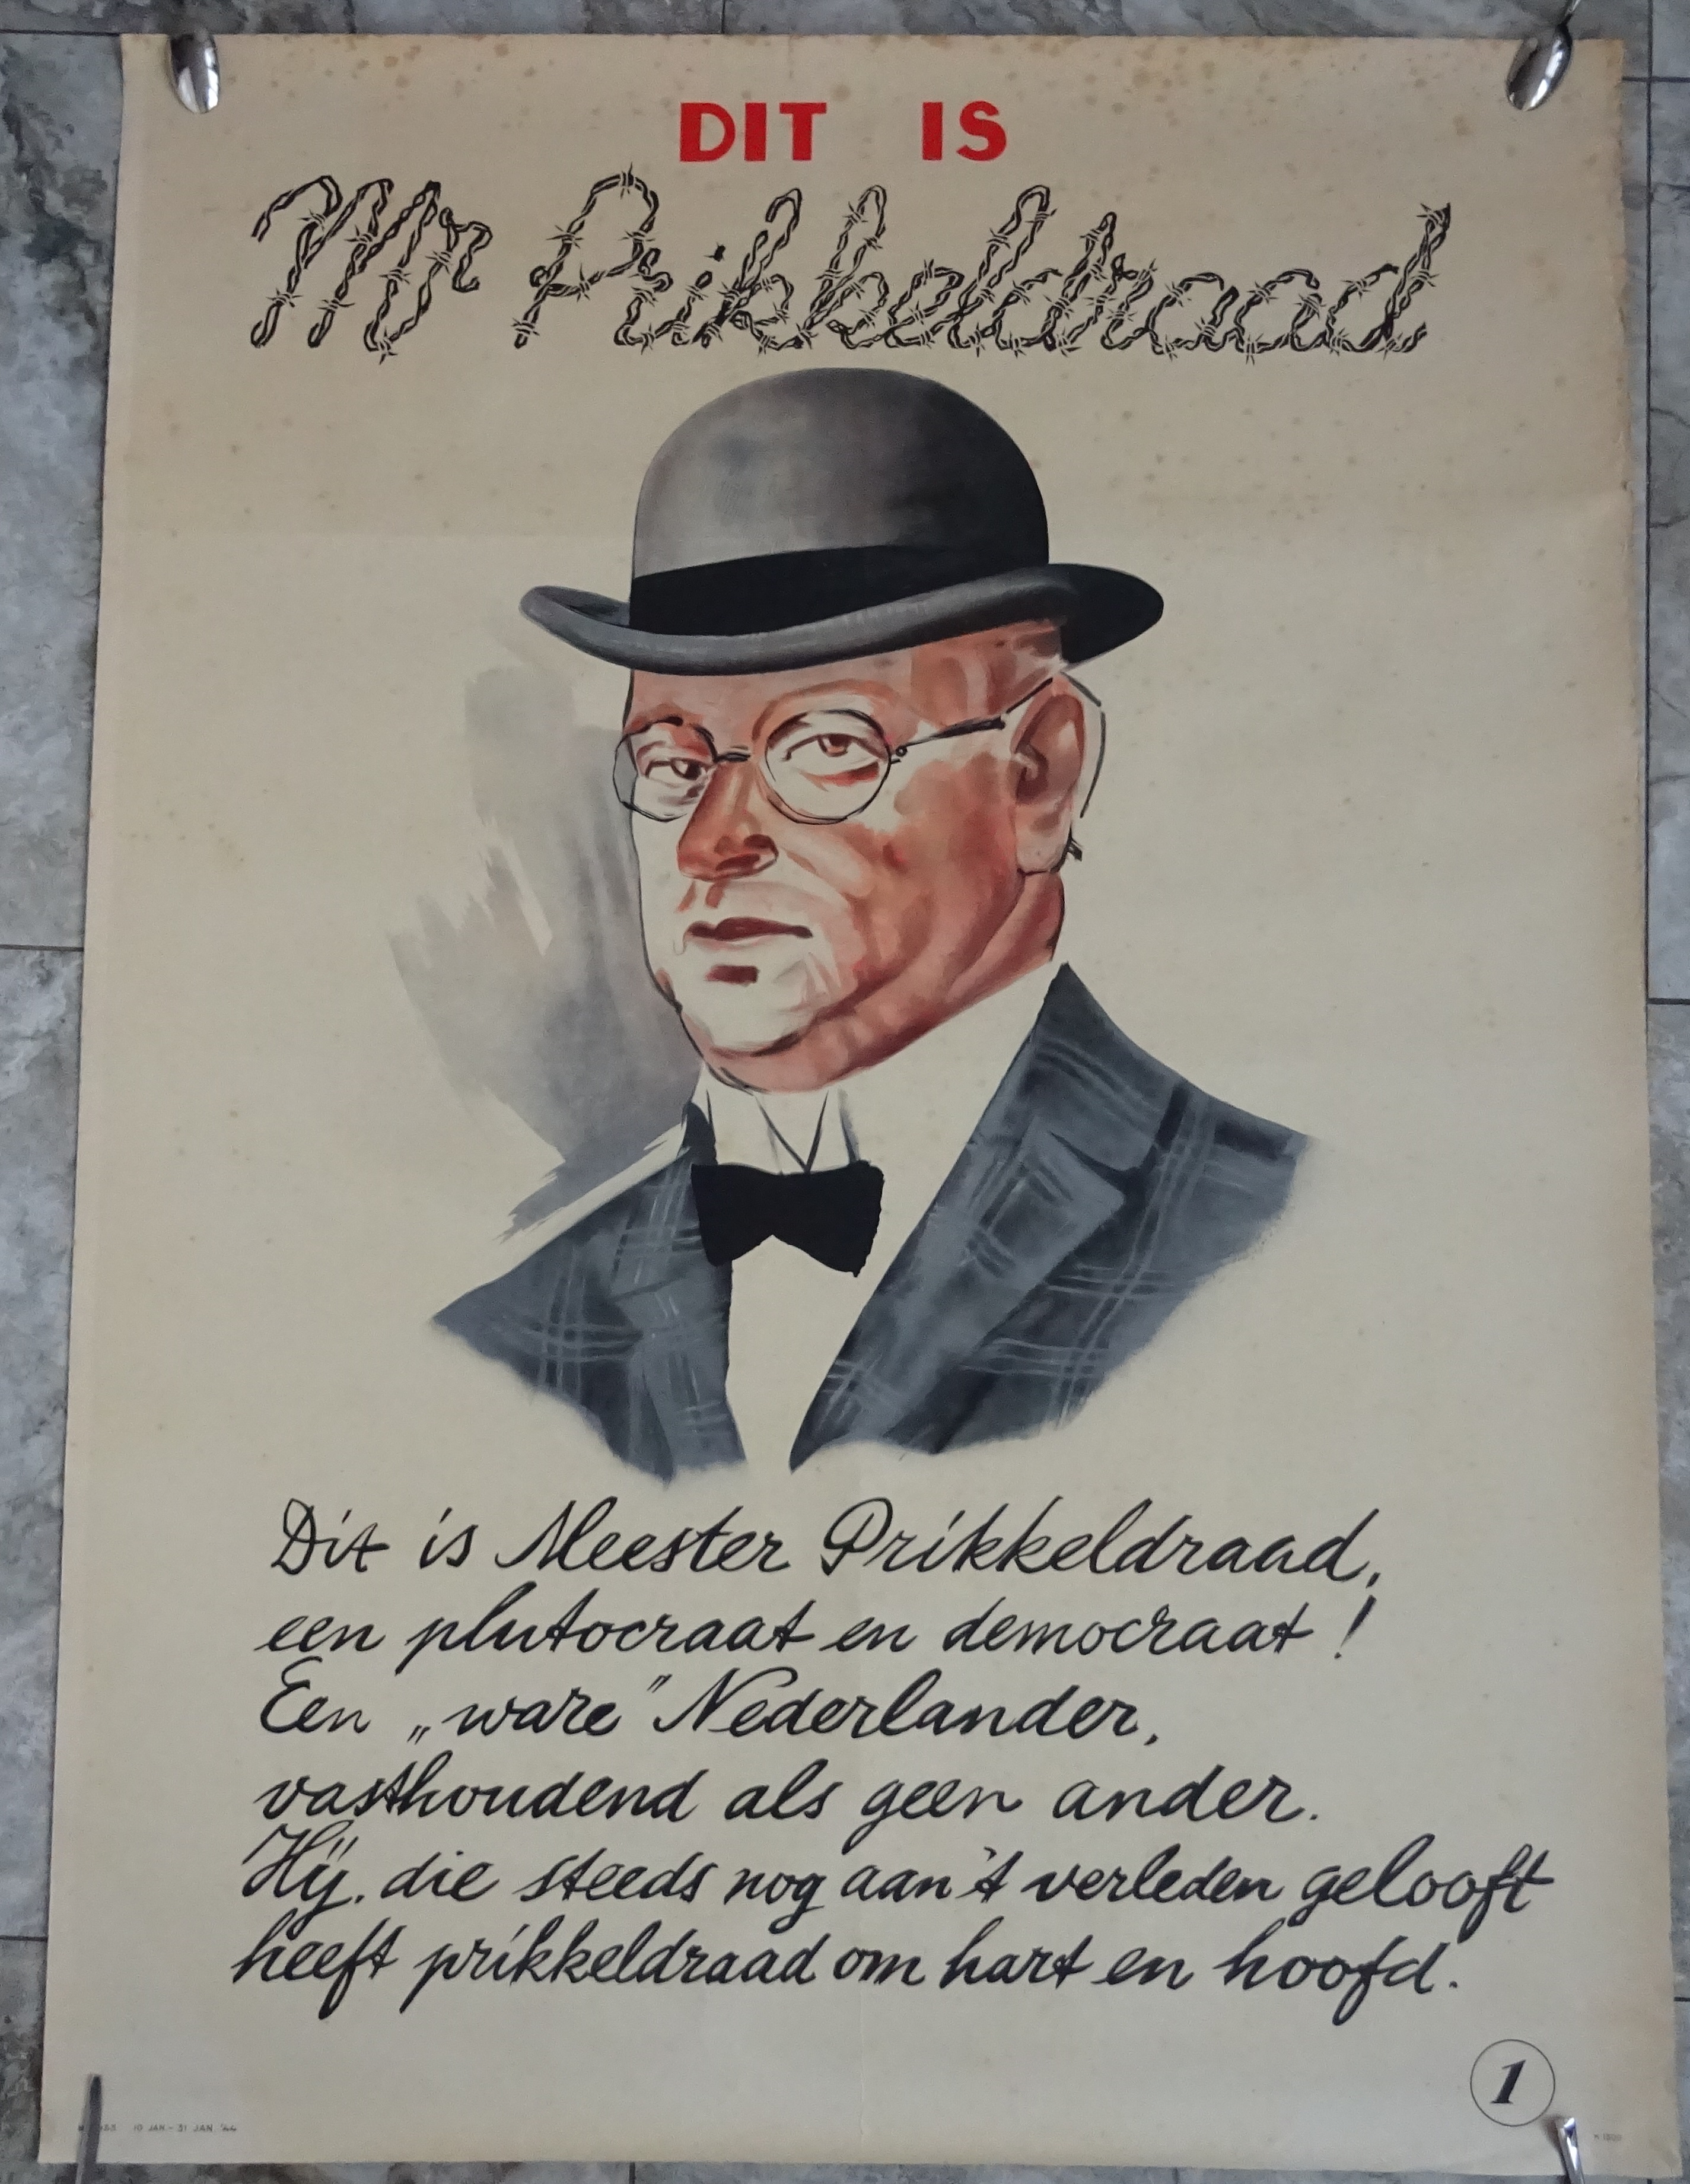 DIT IS
Mr Prikkeldraad
Dit is Meester Prikkeldraad,
een plutocraat en democraat!
Een „ware" Nederlander,
vasthoudend als geen ander.
Hij, die steeds nog aan 't verleden gelooft
heeft prikkeldraad om hart en hoofd.
1
10 JAN.-31 JAN. '44